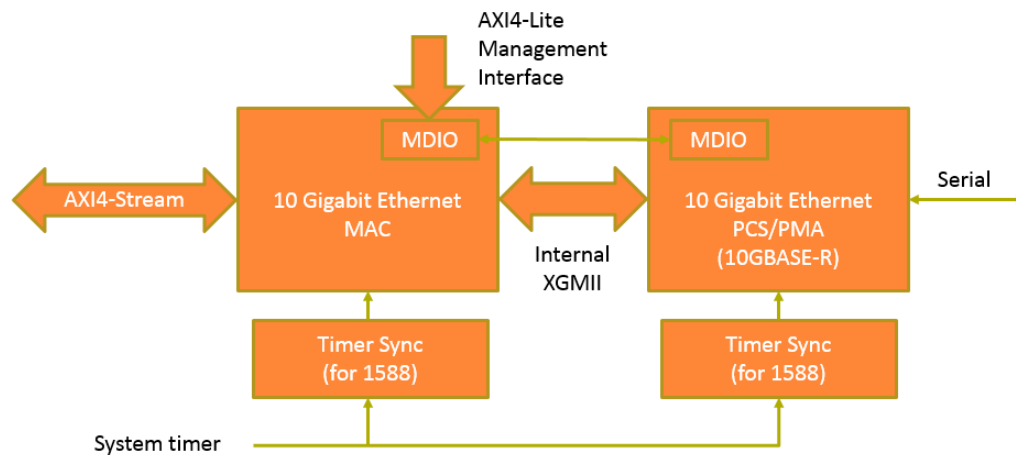 AXI4-Lite
Management
Interface
MDIO
MDIO
AXI4-Stream
10 Gigabit Ethernet
MAC
Internal
XGMII
10 Gigabit Ethernet
PCS/PMA
(10GBASE-R)
Serial
Timer Sync
(for 1588)
Timer Sync
(for 1588)
System timer